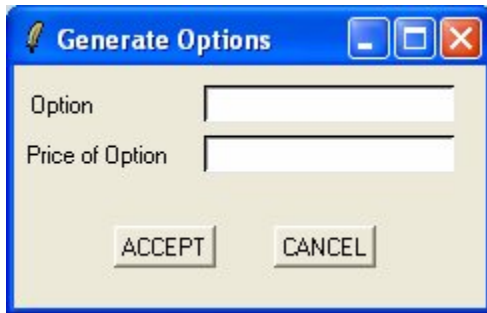 Generate Options
Option
Price of Option
ACCEPT CANCEL